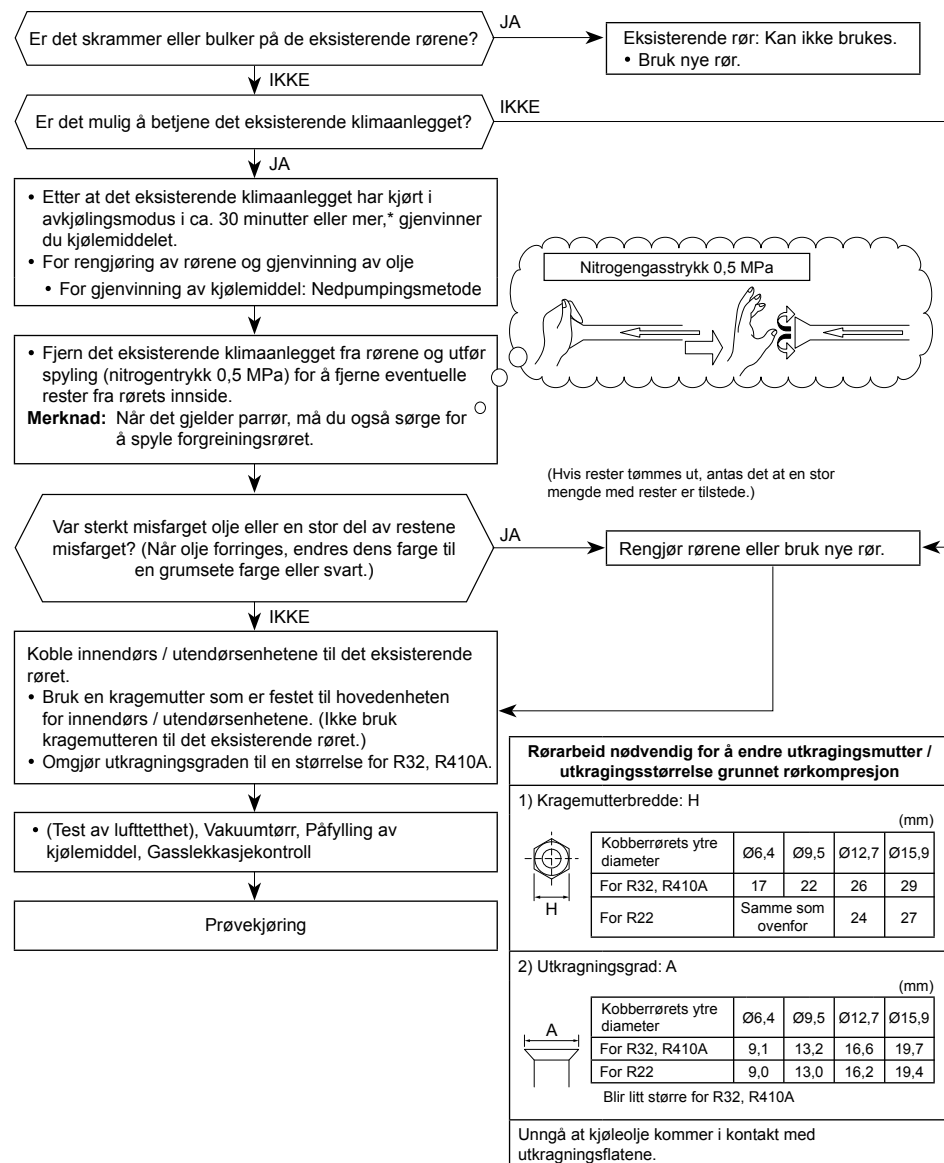 Er det skrammer eller bulker på de eksisterende rørene?
JA
Eksisterende rør: Kan ikke brukes.
• Bruk nye rør.
IKKE
Er det mulig å betjene det eksisterende klimaanlegget?
IKKE
JA
• Etter at det eksisterende klimaanlegget har kjørt i
avkjølingsmodus i ca. 30 minutter eller mer,* gjenvinner
du kjølemiddelet.
• For rengjøring av rørene og gjenvinning av olje
• For gjenvinning av kjølemiddel: Nedpumpingsmetode
Nitrogengasstrykk 0,5 MPa
• Fjern det eksisterende klimaanlegget fra rørene og utfør
spyling (nitrogentrykk 0,5 MPa) for å fjerne eventuelle
rester fra rørets innside.
Merknad: Når det gjelder parrør, må du også sørge for
å spyle forgreiningsrøret.
(Hvis rester tømmes ut, antas det at en stor
mengde med rester er tilstede.)
Var sterkt misfarget olje eller en stor del av restene
misfarget? (Når olje forringes, endres dens farge til
en grumsete farge eller svart.)
JA
Rengjør rørene eller bruk nye rør.
IKKE
Koble innendørs / utendørsenhetene til det eksisterende
røret.
• Bruk en kragemutter som er festet til hovedenheten
for innendørs / utendørsenhetene. (Ikke bruk
kragemutteren til det eksisterende røret.)
• Omgjør utkragningsgraden til en størrelse for R32, R410A.
• (Test av lufttetthet), Vakuumtørr, Påfylling av
kjølemiddel, Gasslekkasjekontroll
Prøvekjøring
Rørarbeid nødvendig for å endre utkragingsmutter /
utkragingsstørrelse grunnet rørkompresjon
1) Kragemutterbredde: H
(mm)
H
Kobberrørets ytre
diameter Ø6,4 Ø9,5 Ø12,7 Ø15,9
For R32, R410A 17 22 26 29
For R22 Samme som
ovenfor 24 27
2) Utkragningsgrad: A
(mm)
A
Kobberrørets ytre
diameter Ø6,4 Ø9,5 Ø12,7 Ø15,9
For R32, R410A 9,1 13,2 16,6 19,7
For R22 9,0 13,0 16,2 19,4
Blir litt større for R32, R410A
Unngå at kjøleolje kommer i kontakt med
utkragningsflatene.